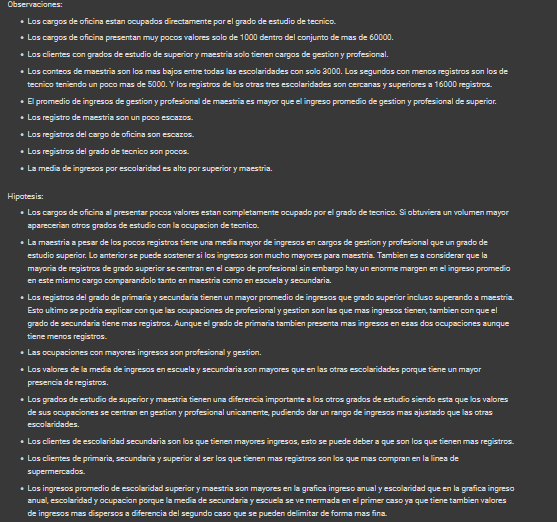 Observaciones:
• Los cargos de oficina estan ocupados directamente por el grado de estudio de tecnico.
• Los cargos de oficina presentan muy pocos valores solo de 1000 dentro del conjunto de mas de 60000.
• Los clientes con grados de estudio de superior y maestria solo tienen cargos de gestion y profesional.
• Los conteos de maestria son los mas bajos entre todas las escolaridades con solo 3000. Los segundos con menos registros son los de
tecnico teniendo un poco mas de 5000. Y los registros de los otras tres escolaridades son cercanas y superiores a 16000 registros.
• El promedio de ingresos de gestion y profesional de maestria es mayor que el ingreso promedio de gestion y profesional de superior.
• Los registro de maestria son un poco escazos.
• Los registros del cargo de oficina son escazos.
• Los registros del grado de tecnico son pocos.
• La media de ingresos por escolaridad es alto por superior y maestria.
Hipotesis:
• Los cargos de oficina al presentar pocos valores estan completamente ocupado por el grado de tecnico. Si obtuviera un volumen mayor
aparecerian otros grados de estudio con la ocupacion de tecnico.
• La maestria a pesar de los pocos registros tiene una media mayor de ingresos en cargos de gestion y profesional que un grado de
estudio superior. Lo anterior se puede sostener si los ingresos son mucho mayores para maestria. Tambien es a considerar que la
mayoria de registros de grado superior se centran en el cargo de profesional sin embargo hay un enorme margen en el ingreso promedio
en este mismo cargo comparandolo tanto en maestria como en escuela y secundaria.
• Los registros del grado de primaria y secundaria tienen un mayor promedio de ingresos que grado superior incluso superando a maestria.
Esto ultimo se podria explicar con que las ocupaciones de profesional y gestion son las que mas ingresos tienen, tambien con que el
grado de secundaria tiene mas registros. Aunque el grado de primaria tambien presenta mas ingresos en esas dos ocupaciones aunque
tiene menos registros.
• Las ocupaciones con mayores ingresos son profesional y gestion.
• Los valores de la media de ingresos en escuela y secundaria son mayores que en las otras escolaridades porque tiene un mayor
presencia de registros.
• Los grados de estudio de superior y maestria tienen una diferencia importante a los otros grados de estudio siendo esta que los valores
de sus ocupaciones se centran en gestion y profesional unicamente, pudiendo dar un rango de ingresos mas ajustado que las otras
escolaridades.
• Los clientes de escolaridad secundaria son los que tienen mayores ingresos, esto se puede deber a que son los que tienen mas registros.
• Los clientes de primaria, secundaria y superior al ser los que tienen mas registros son los que mas compran en la linea de
supermercados.
• Los ingresos promedio de escolaridad superior y maestria son mayores en la grafica ingreso anual y escolaridad que en la grafica ingreso
anual, escolaridad y ocupacion porque la media de secundaria y escuela se ve mermada en el primer caso ya que tiene tambien valores
de ingresos mas dispersos a diferencia del segundo caso que se pueden delimitar de forma mas fina.